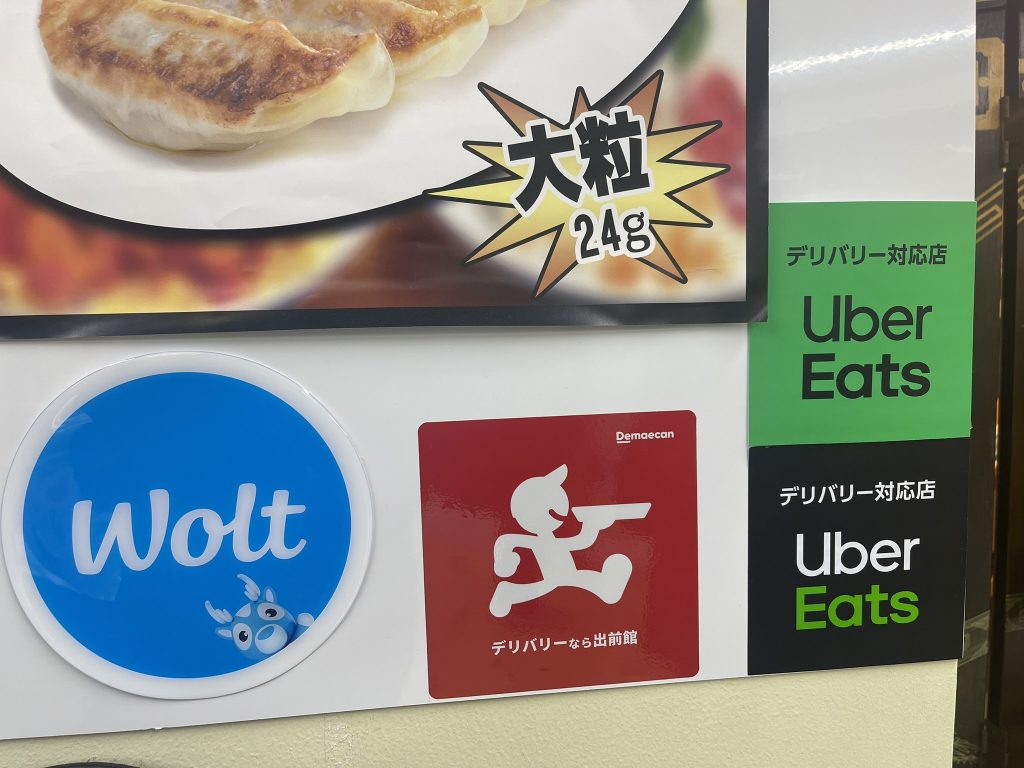 大粒
24g
デリバリー対応店
Uber
Eats
Wolt
Demaecan
デリバリーなら出前館
デリバリー対応店
Uber
Eats